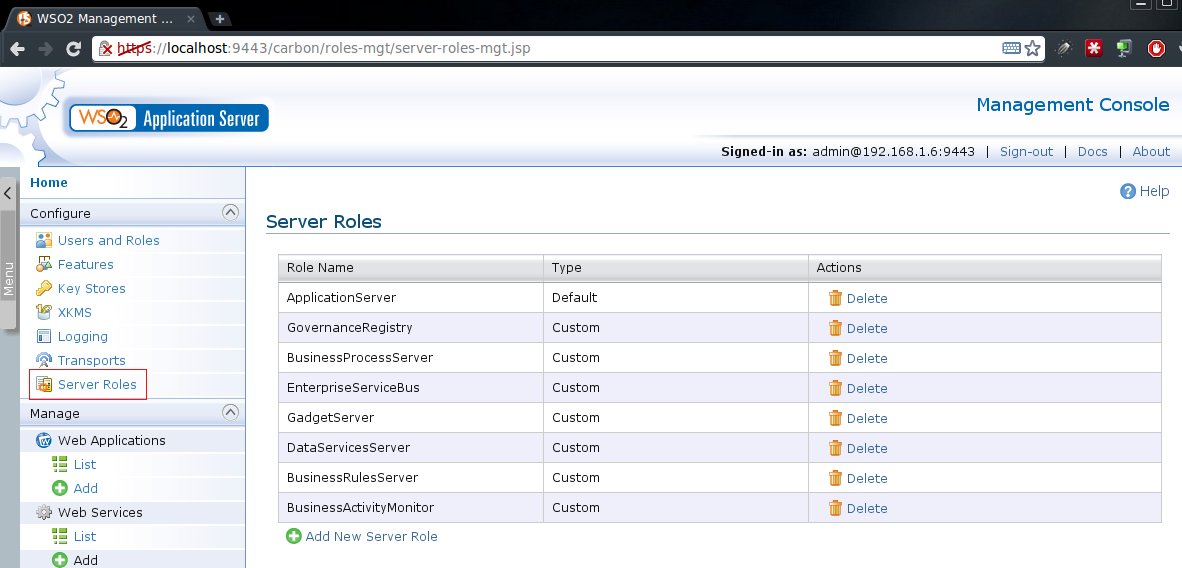 WSO2 Management ...
https://localhost:9443/carbon/roles-mgt/server-roles-mgt.jsp
WSO2 Application Server
Management Console
Signed-in as: admin@192.168.1.6:9443 | Sign-out | Docs | About
Menu
Home
Configure
Users and Roles
Features
Key Stores
XKMS
Logging
Transports
Server Roles
Manage
Web Applications
List
Add
Web Services
List
Add
Help
Server Roles
Role Name Type Actions
ApplicationServer Default Delete
GovernanceRegistry Custom Delete
BusinessProcessServer Custom Delete
EnterpriseServiceBus Custom Delete
GadgetServer Custom Delete
DataServicesServer Custom Delete
BusinessRulesServer Custom Delete
BusinessActivityMonitor Custom Delete
Add New Server Role